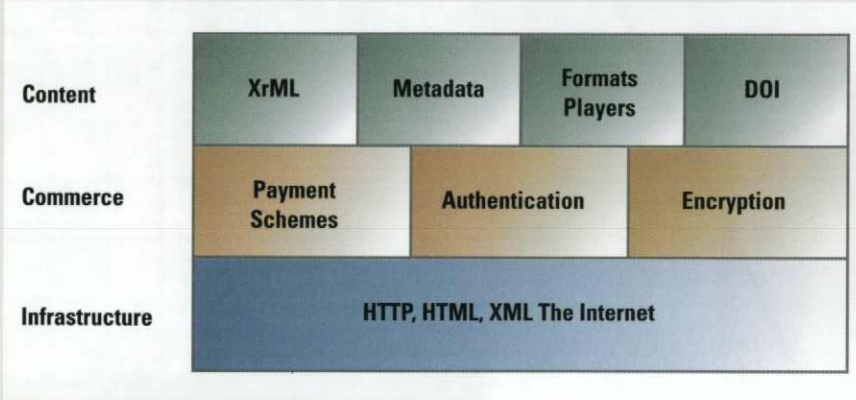 Content
XrML
Metadata
Formats
Players
DOI
Commerce
Payment
Schemes
Authentication
Encryption
Infrastructure
HTTP, HTML, XML The Internet